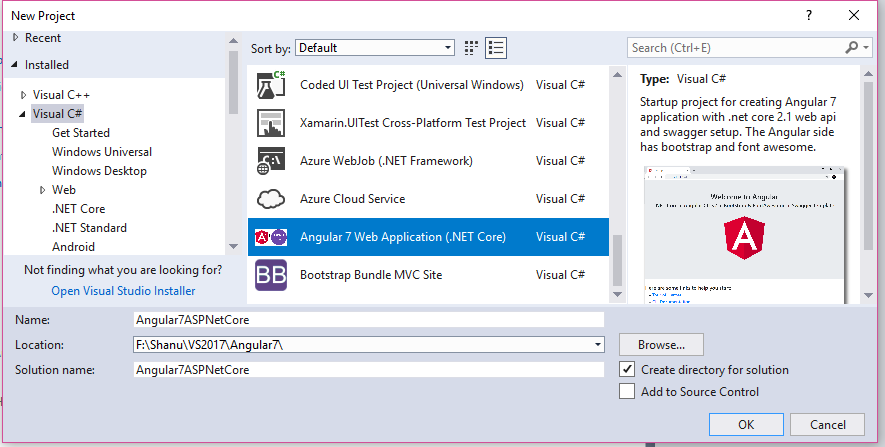 New Project
Recent
Installed
Visual C++
Visual C#
Get Started
Windows Universal
Windows Desktop
Web
.NET Core
.NET Standard
Android
Not finding what you are looking for?
Open Visual Studio Installer
Sort by: Default
Coded UI Test Project (Universal Windows) Visual C#
Xamarin.UITest Cross-Platform Test Project Visual C#
Azure WebJob (.NET Framework) Visual C#
Azure Cloud Service Visual C#
Angular 7 Web Application (.NET Core) Visual C#
BB Bootstrap Bundle MVC Site Visual C#
Search (Ctrl+E)
Type: Visual C#
Startup project for creating Angular 7
application with .net core 2.1 web api
and swagger setup. The Angular side
has bootstrap and font awesome.
Welcome to Angular
Name: Angular7ASPNetCore
Location: F:\Shanu\VS2017\Angular7\
Browse...
Solution name: Angular7ASPNetCore
Create directory for solution
Add to Source Control
OK Cancel